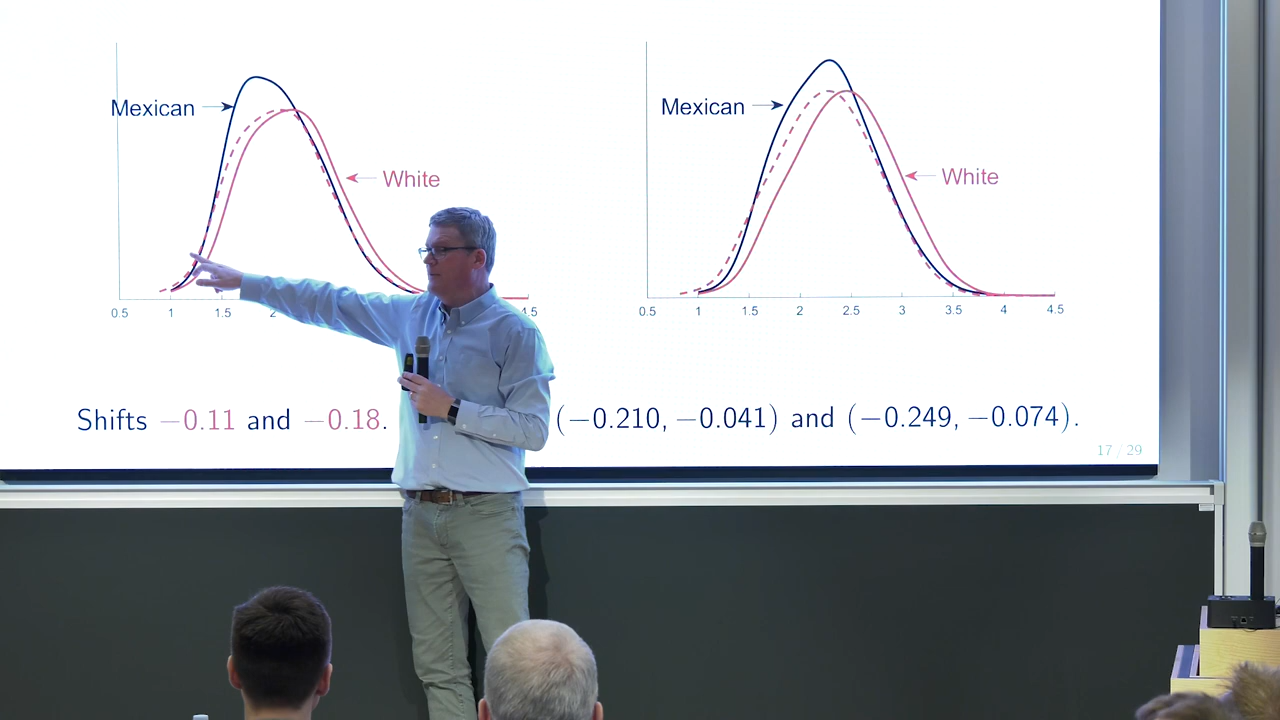 Mexican
White
0.5 1 1.5 2 4.5
Mexican
White
0.5 1 1.5 2 2.5 3 3.5 4 4.5
Shifts −0.11 and −0.18. (−0.210, −0.041) and (−0.249, −0.074).
17 / 29